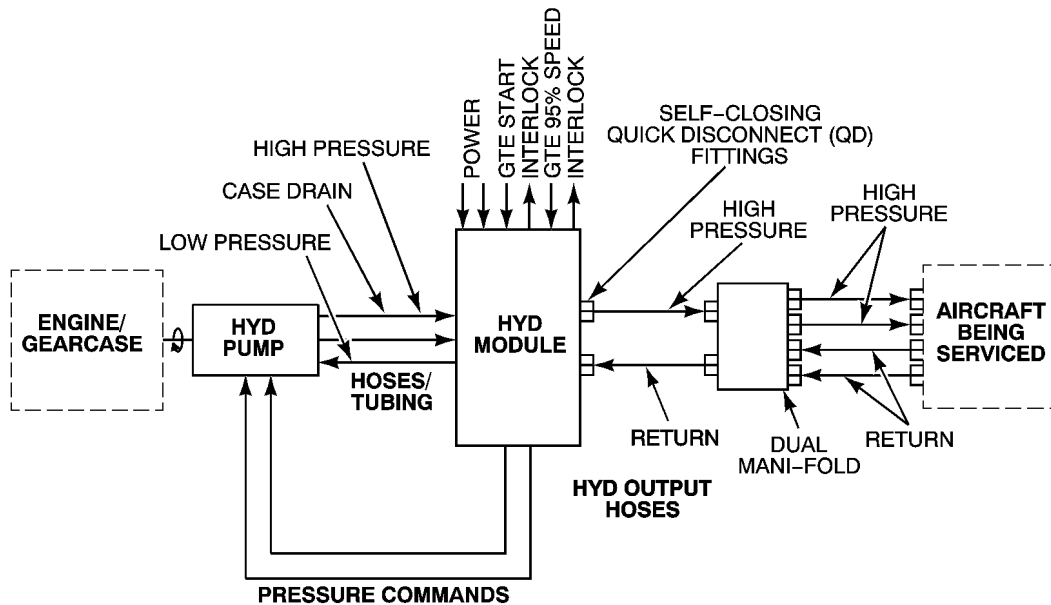 POWER
GTE START
INTERLOCK
GTE 95% SPEED
INTERLOCK
SELF-CLOSING
QUICK DISCONNECT (QD)
FITTINGS
HIGH PRESSURE
CASE DRAIN
LOW PRESSURE
HIGH
PRESSURE
HIGH
PRESSURE
ENGINE/
GEARCASE
HYD
PUMP
HYD
MODULE
AIRCRAFT
BEING
SERVICED
HOSES/
TUBING
RETURN
DUAL
MANI-FOLD
RETURN
HYD OUTPUT
HOSES
PRESSURE COMMANDS